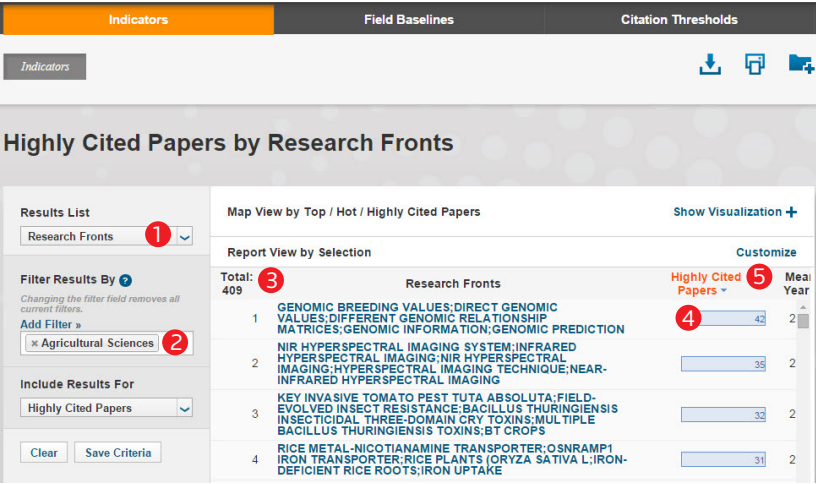 Indicators
Field Baselines
Citation Thresholds
Indicators
Highly Cited Papers by Research Fronts
Results List
Research Fronts
1
Filter Results By ?
Changing the filter field removes all
current filters.
Add Filter »
× Agricultural Sciences
2
Include Results For
Highly Cited Papers
Clear
Save Criteria
Map View by Top / Hot / Highly Cited Papers
Show Visualization +
Report View by Selection
Customize
Total:
409
3
Research Fronts
Highly Cited
Papers
5
Year
4
1
GENOMIC BREEDING VALUES;DIRECT GENOMIC
VALUES;DIFFERENT GENOMIC RELATIONSHIP
MATRICES;GENOMIC INFORMATION;GENOMIC PREDICTION
42
2
2
NIR HYPERSPECTRAL IMAGING SYSTEM;INFRARED
HYPERSPECTRAL IMAGING;NIR HYPERSPECTRAL
IMAGING;HYPERSPECTRAL IMAGING TECHNIQUE;NEAR-
INFRARED HYPERSPECTRAL IMAGING
35
2
3
KEY INVASIVE TOMATO PEST TUTA ABSOLUTA;FIELD-
EVOLVED INSECT RESISTANCE;BACILLUS THURINGIENSIS
INSECTICIDAL THREE-DOMAIN CRY TOXINS;MULTIPLE
BACILLUS THURINGIENSIS TOXINS;BT CROPS
32
2
4
RICE METAL-NICOTIANAMINE TRANSPORTER;OSNRAMP1
IRON TRANSPORTER;RICE PLANTS (ORYZA SATIVA L;IRON-
DEFICIENT RICE ROOTS;IRON UPTAKE
31
2